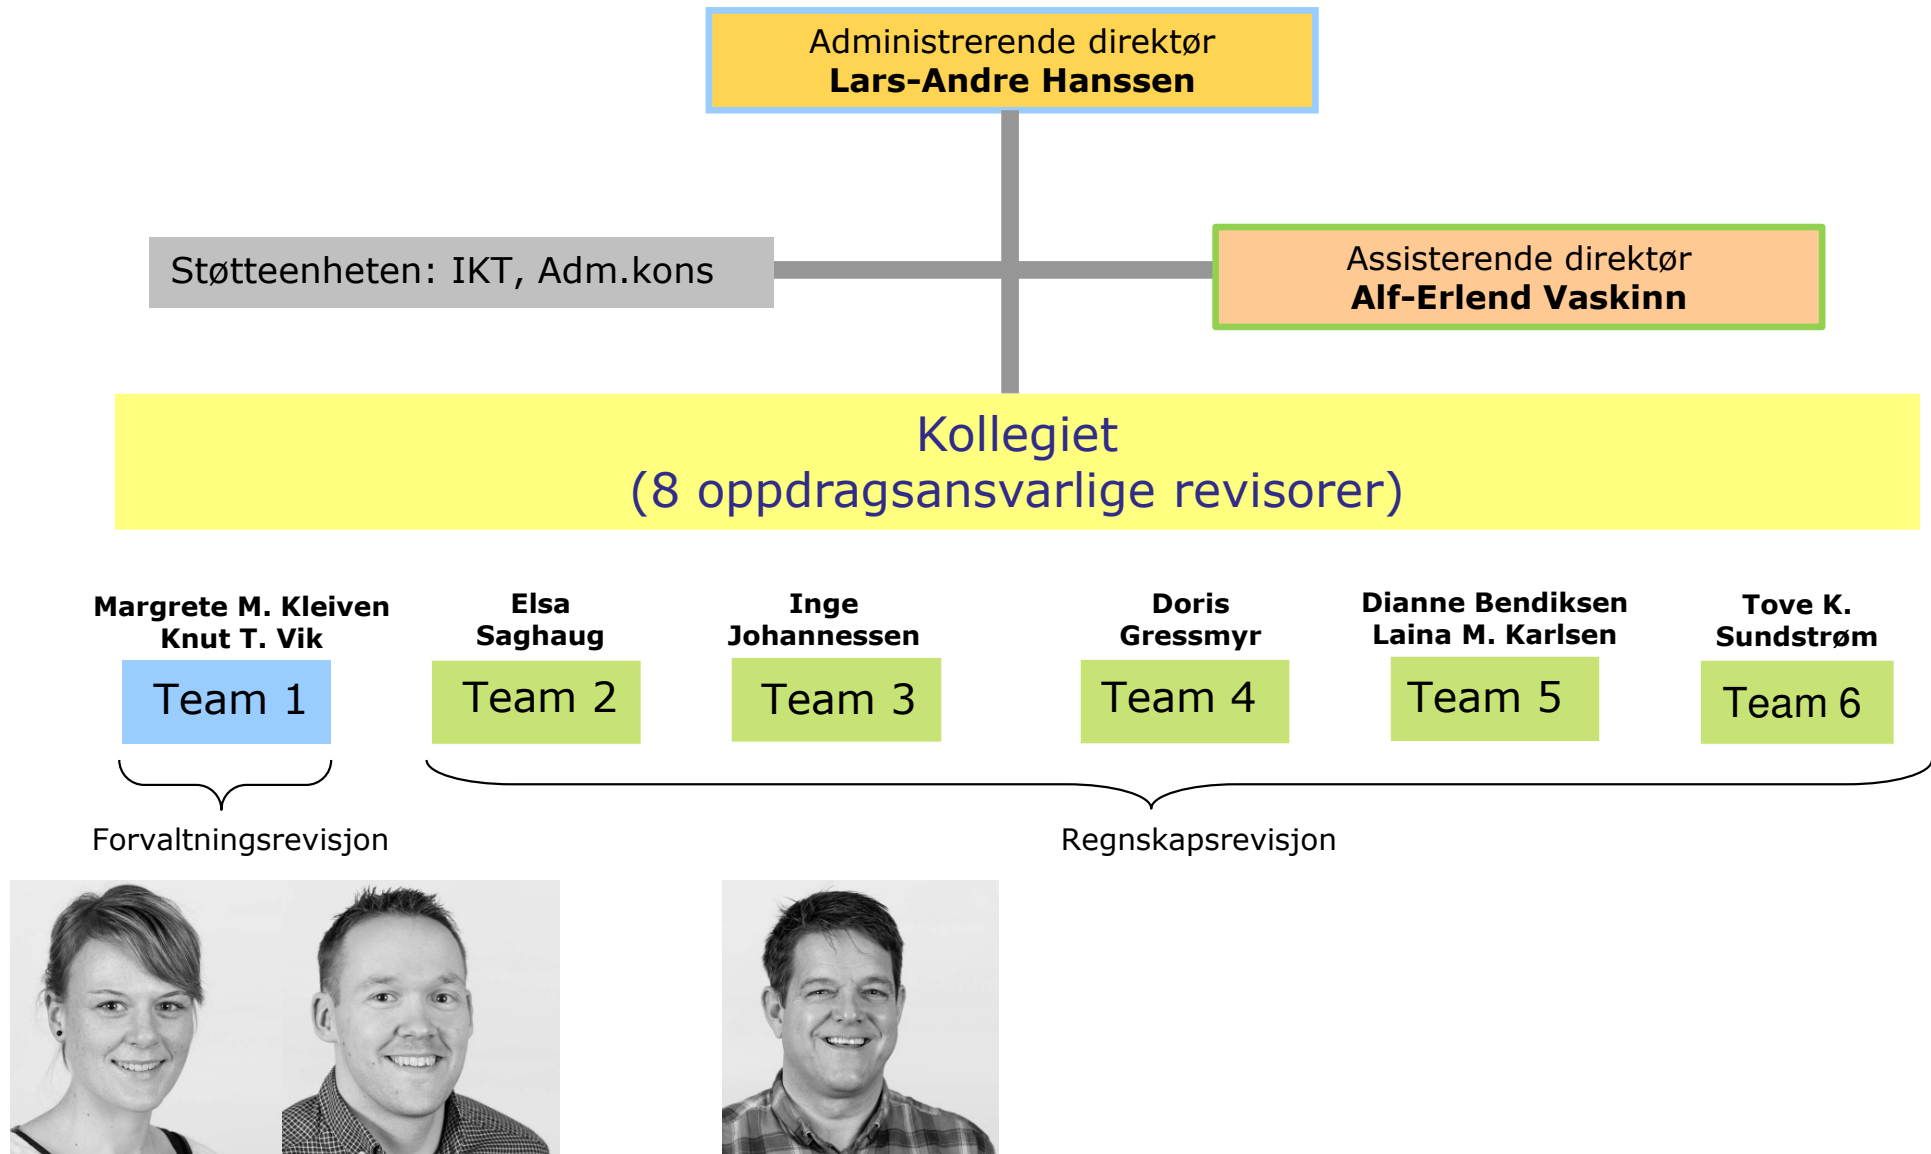 Administrerende direktør
Lars-Andre Hanssen
Støtteenheten: IKT, Adm.kons
Assisterende direktør
Alf-Erlend Vaskinn
Kollegiet
(8 oppdragsansvarlige revisorer)
Margrete M. Kleiven
Knut T. Vik
Team 1
Elsa
Saghaug
Team 2
Inge
Johannessen
Team 3
Doris
Gressmyr
Team 4
Dianne Bendiksen
Laina M. Karlsen
Team 5
Tove K.
Sundstrøm
Team 6
Forvaltningsrevisjon
Regnskapsrevisjon